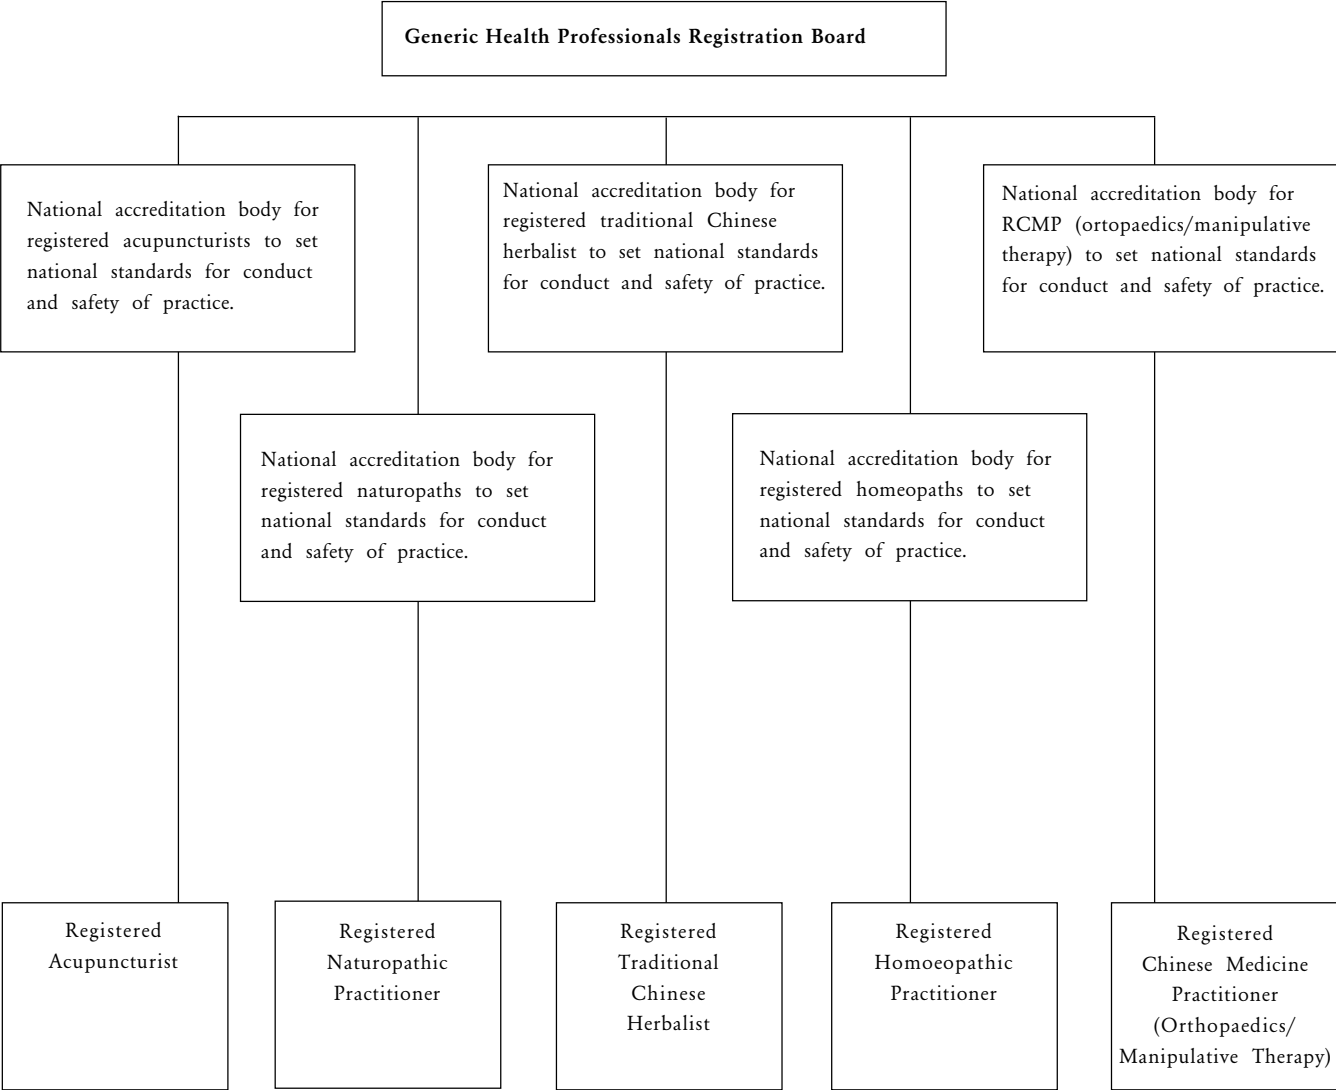 Generic Health Professionals Registration Board
National accreditation body for
registered acupuncturists to set
national standards for conduct
and safety of practice.
National accreditation body for
registered traditional Chinese
herbalist to set national standards
for conduct and safety of practice.
National accreditation body for
RCMP (ortopaedics/manipulative
therapy) to set national standards
for conduct and safety of practice.
National accreditation body for
registered naturopaths to set
national standards for conduct
and safety of practice.
National accreditation body for
registered homeopaths to set
national standards for conduct
and safety of practice.
Registered
Acupuncturist
Registered
Naturopathic
Practitioner
Registered
Traditional
Chinese
Herbalist
Registered
Homoeopathic
Practitioner
Registered
Chinese Medicine
Practitioner
(Orthopaedics/
Manipulative Therapy)